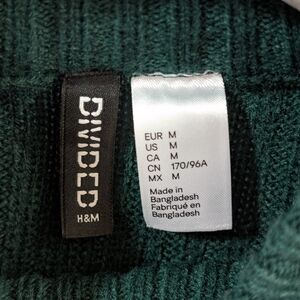 DIVIDED
H&M
EUR M
US M
CA M
CN 170/96A
MX M
Made in
Bangladesh
Fabriqué en
Bangladesh